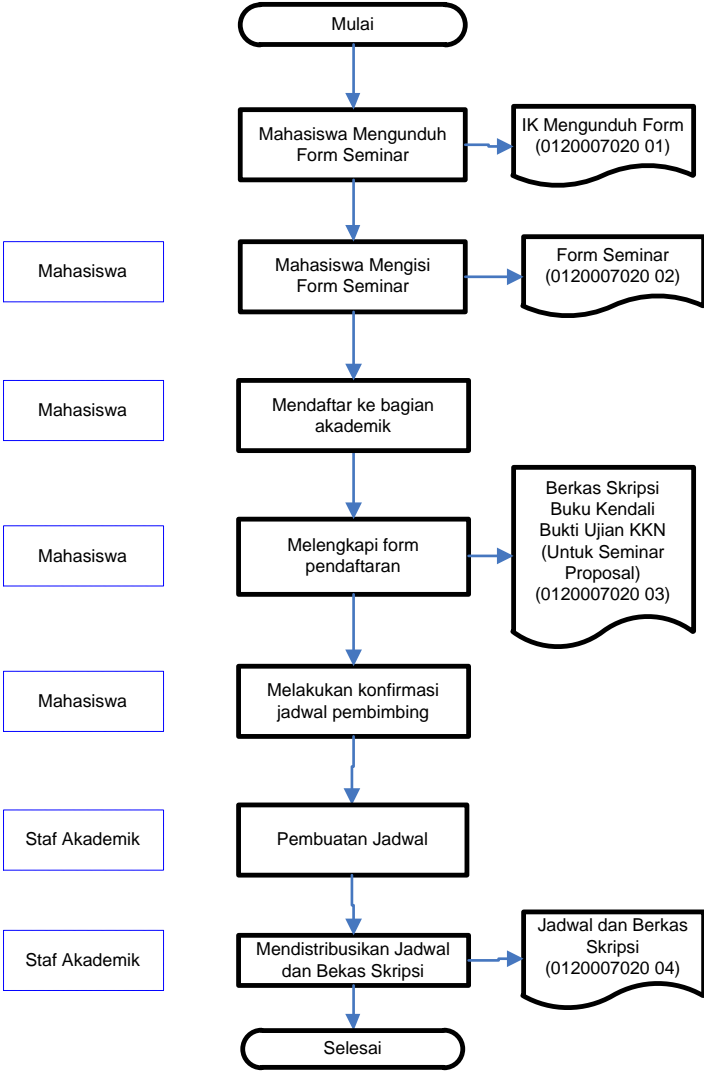 Mulai
Mahasiswa Mengunduh
Form Seminar
IK Mengunduh Form
(0120007020 01)
Mahasiswa
Mahasiswa Mengisi
Form Seminar
Form Seminar
(0120007020 02)
Mahasiswa
Mendaftar ke bagian
akademik
Mahasiswa
Melengkapi form
pendaftaran
Berkas Skripsi
Buku Kendali
Bukti Ujian KKN
(Untuk Seminar
Proposal)
(0120007020 03)
Mahasiswa
Melakukan konfirmasi
jadwal pembimbing
Staf Akademik
Pembuatan Jadwal
Staf Akademik
Mendistribusikan Jadwal
dan Bekas Skripsi
Jadwal dan Berkas
Skripsi
(0120007020 04)
Selesai